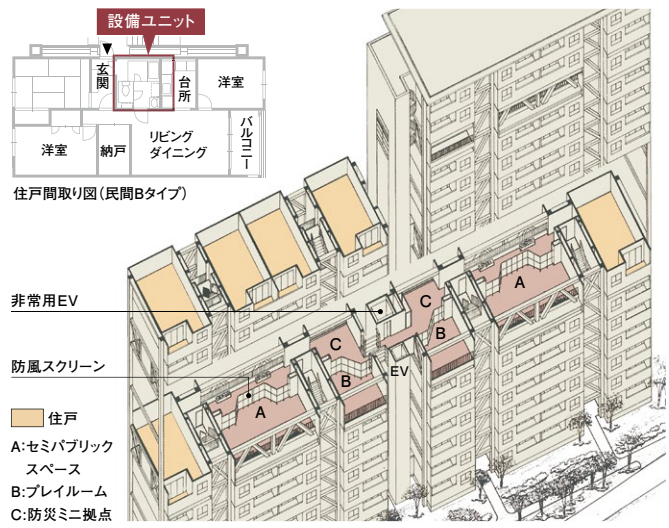 設備ユニット
玄関
台所
洋室
洋室
納戸
リビング
ダイニング
バルコニー
住戸間取り図(民間Bタイプ)
非常用EV
防風スクリーン
住戸
A:セミパブリック
スペース
B:プレイルーム
C:防災ミニ拠点
A
C
B
EV
C
B
A